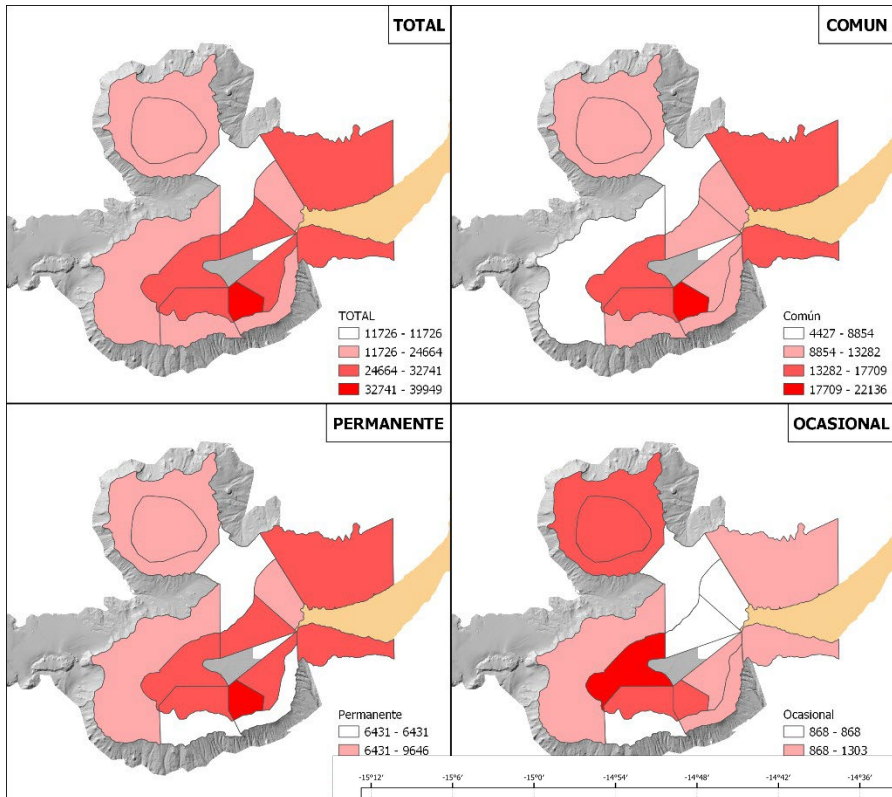 TOTAL
TOTAL
11726 - 11726
11726 - 24664
24664 - 32741
32741 - 39949
COMUN
Común
4427 - 8854
8854 - 13282
13282 - 17709
17709 - 22136
PERMANENTE
Permanente
6431 - 6431
6431 - 9646
OCASIONAL
Ocasional
868 - 868
868 - 1303
-15°12' -15°6' -15°0' -14°54' -14°48' -14°42' -14°36'